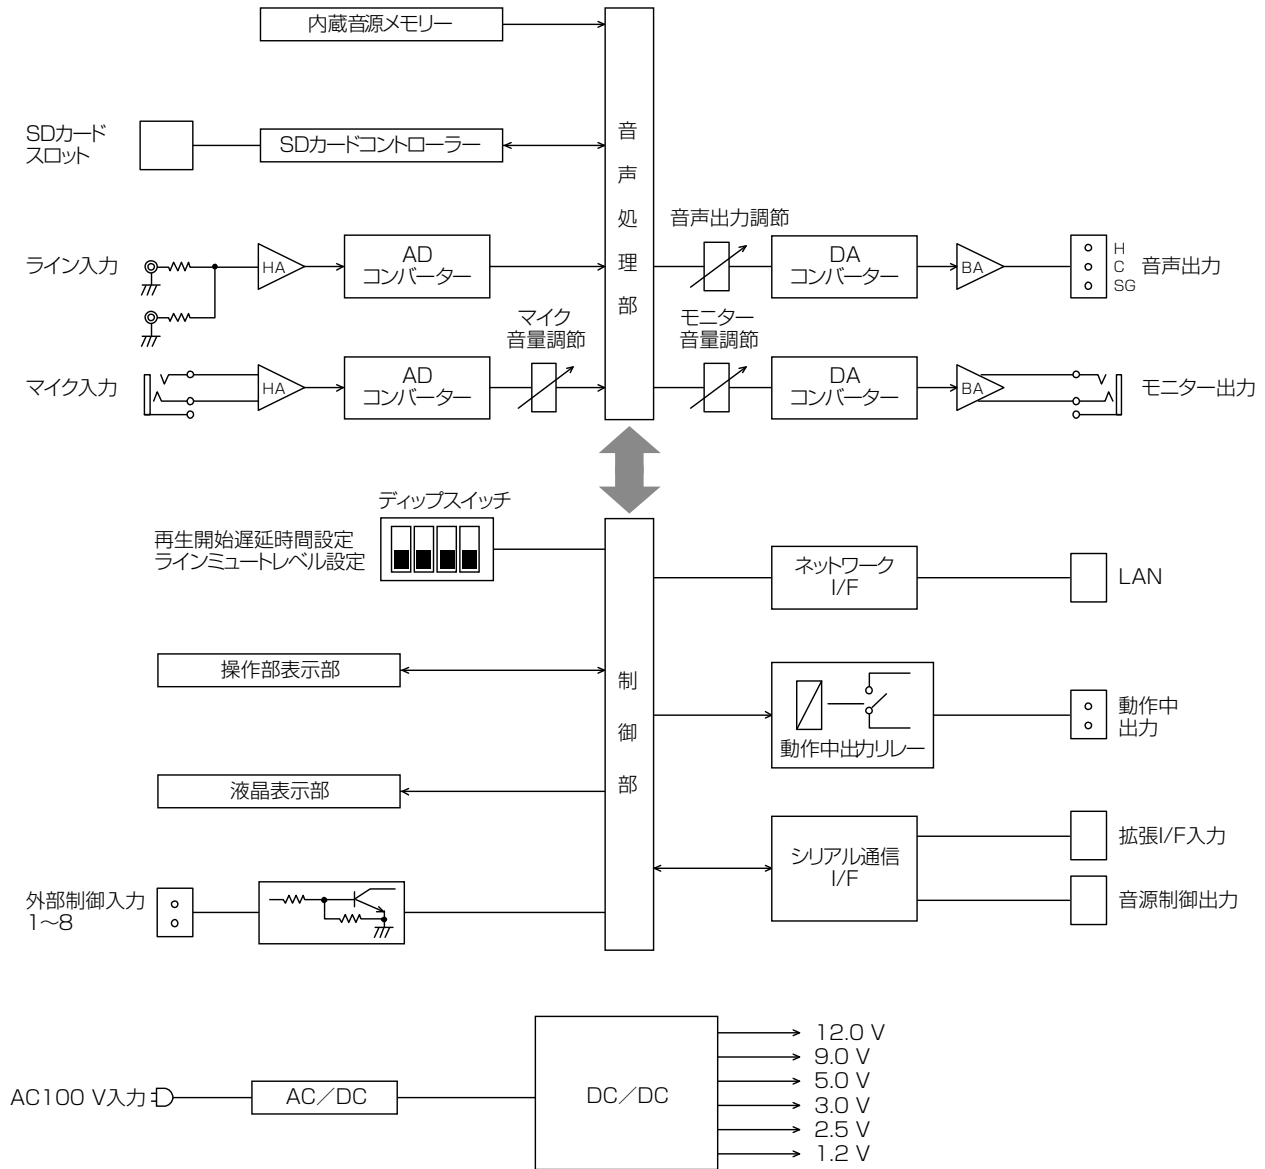 内蔵音源メモリー
SDカード
スロット
SDカードコントローラー
音声処理部
音声出力調節
ライン入力
HA
AD
コンバーター
DA
コンバーター
BA
H
C
SG
音声出力
マイク
音量調節
モニター
音量調節
マイク入力
HA
AD
コンバーター
DA
コンバーター
BA
モニター出力
ディップスイッチ
再生開始遅延時間設定
ラインミュートレベル設定
ネットワーク
I/F
LAN
操作部表示部
制御部
動作中出力リレー
動作中
出力
液晶表示部
シリアル通信
I/F
拡張I/F入力
音源制御出力
外部制御入力
1〜8
AC100 V入力
AC／DC
DC／DC
12.0 V
9.0 V
5.0 V
3.0 V
2.5 V
1.2 V